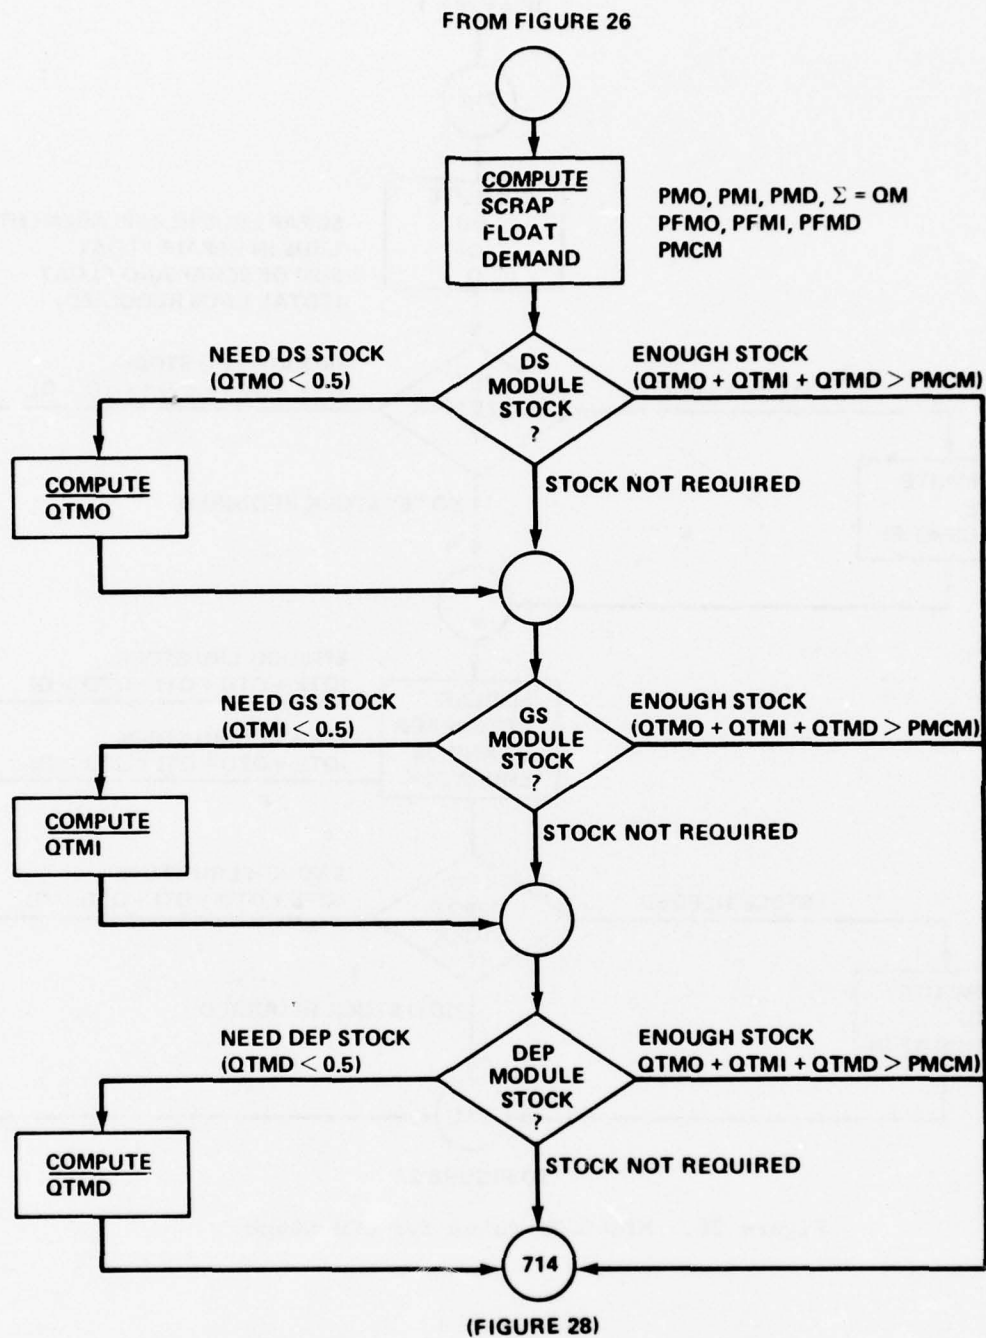 FROM FIGURE 26
COMPUTE
SCRAP
FLOAT
DEMAND
PMO, PMI, PMD, Σ = QM
PFMO, PFMI, PFMD
PMCM
NEED DS STOCK
(QTMO < 0.5)
DS
MODULE
STOCK
?
ENOUGH STOCK
(QTMO + QTMI + QTMD > PMCM)
COMPUTE
QTMO
STOCK NOT REQUIRED
NEED GS STOCK
(QTMI < 0.5)
GS
MODULE
STOCK
?
ENOUGH STOCK
(QTMO + QTMI + QTMD > PMCM)
COMPUTE
QTMI
STOCK NOT REQUIRED
NEED DEP STOCK
(QTMD < 0.5)
DEP
MODULE
STOCK
?
ENOUGH STOCK
QTMO + QTMI + QTMD > PMCM)
COMPUTE
QTMD
STOCK NOT REQUIRED
714
(FIGURE 28)